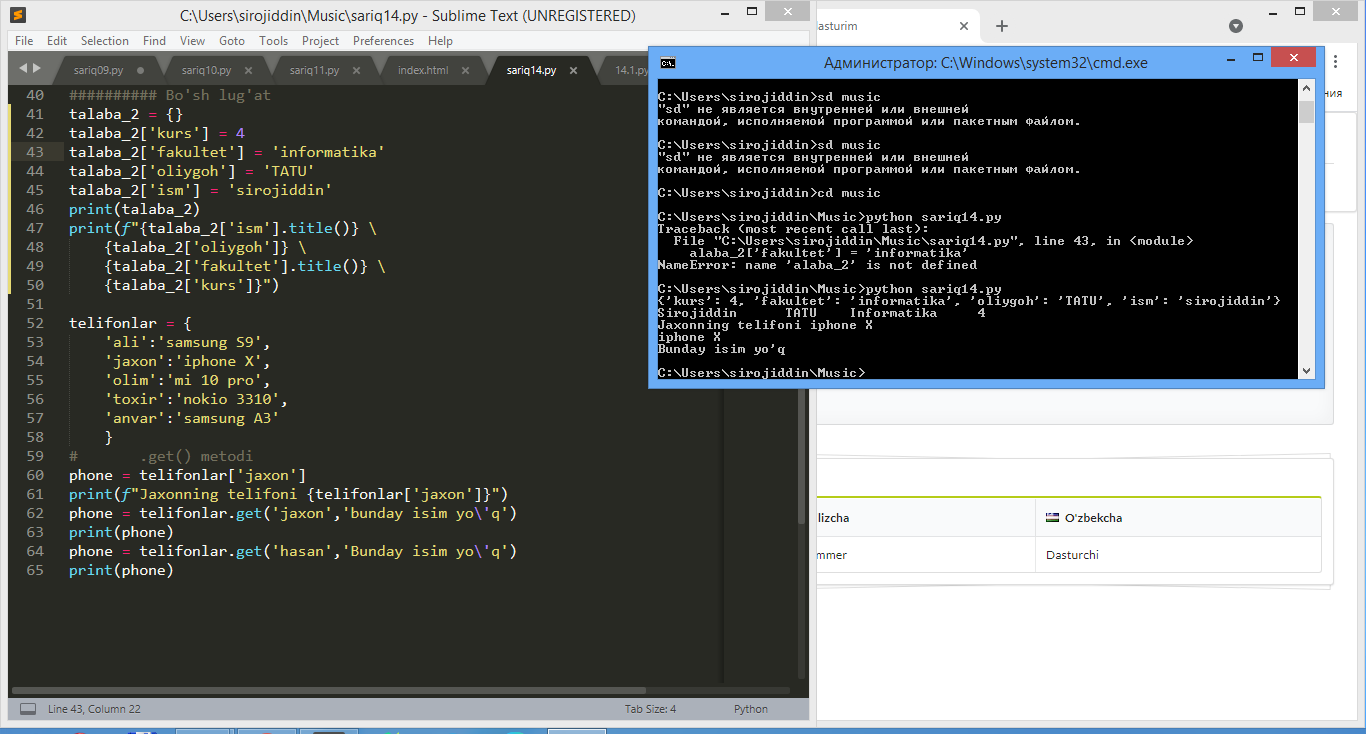 C:\Users\sirojiddin\Music\sariq14.py - Sublime Text (UNREGISTERED)
File Edit Selection Find View Goto Tools Project Preferences Help
sariq09.py sariq10.py sariq11.py index.html sariq14.py 14.1.py
40 ########## Bo'sh lug'at
41 talaba_2 = {}
42 talaba_2['kurs'] = 4
43 talaba_2['fakultet'] = 'informatika'
44 talaba_2['oliygoh'] = 'TATU'
45 talaba_2['ism'] = 'sirojiddin'
46 print(talaba_2)
47 print(f"{talaba_2['ism'].title()} \
48     {talaba_2['oliygoh']} \
49     {talaba_2['fakultet'].title()} \
50     {talaba_2['kurs']}")
51
52 telifonlar = {
53     'ali':'samsung S9',
54     'jaxon':'iphone X',
55     'olim':'mi 10 pro',
56     'toxir':'nokio 3310',
57     'anvar':'samsung A3'
58     }
59 #       .get() metodi
60 phone = telifonlar['jaxon']
61 print(f"Jaxonning telifoni {telifonlar['jaxon']}")
62 phone = telifonlar.get('jaxon','bunday isim yo\'q')
63 print(phone)
64 phone = telifonlar.get('hasan','Bunday isim yo\'q')
65 print(phone)
Line 43, Column 22 Tab Size: 4 Python
asturim
Администратор: C:\Windows\system32\cmd.exe
C:\Users\sirojiddin>sd music
"sd" не является внутренней или внешней
командой, исполняемой программой или пакетным файлом.
C:\Users\sirojiddin>sd music
"sd" не является внутренней или внешней
командой, исполняемой программой или пакетным файлом.
C:\Users\sirojiddin>cd music
C:\Users\sirojiddin\Music>python sariq14.py
Traceback (most recent call last):
  File "C:\Users\sirojiddin\Music\sariq14.py", line 43, in <module>
    alaba_2['fakultet'] = 'informatika'
NameError: name 'alaba_2' is not defined
C:\Users\sirojiddin\Music>python sariq14.py
{'kurs': 4, 'fakultet': 'informatika', 'oliygoh': 'TATU', 'ism': 'sirojiddin'}
Sirojiddin      TATU    Informatika     4
Jaxonning telifoni iphone X
iphone X
Bunday isim yo'q
C:\Users\sirojiddin\Music>
ния
lizcha O'zbekcha
mmer Dasturchi